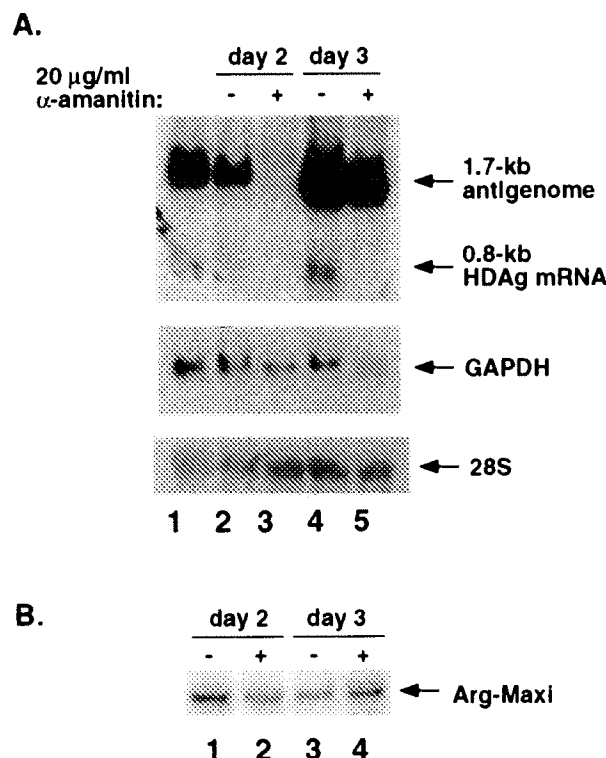 A.
day 2 day 3
20 µg/ml
α-amanitin: - + - +
1.7-kb
antigenome
0.8-kb
HDAg mRNA
GAPDH
28S
1 2 3 4 5
B.
day 2 day 3
- + - +
Arg-Maxi
1 2 3 4